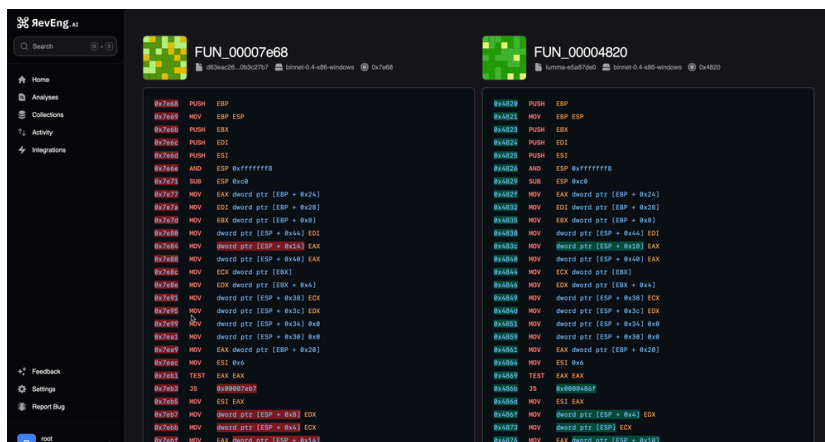 ЯevEng.AI
Search
Home
Analyses
Collections
Activity
Integrations
Feedback
Settings
Report Bug
root
FUN_00007e68
d63eac26...0b3c27b7 binnet-0.4-x86-windows 0x7e68
0x7e68 PUSH EBP
0x7e69 MOV EBP ESP
0x7e6b PUSH EBX
0x7e6c PUSH EDI
0x7e6d PUSH ESI
0x7e6e AND ESP 0xfffffff8
0x7e71 SUB ESP 0xc0
0x7e77 MOV EAX dword ptr [EBP + 0x24]
0x7e7a MOV EDI dword ptr [EBP + 0x28]
0x7e7d MOV EBX dword ptr [EBP + 0x8]
0x7e80 MOV dword ptr [ESP + 0x44] EDI
0x7e84 MOV dword ptr [ESP + 0x14] EAX
0x7e88 MOV dword ptr [ESP + 0x40] EAX
0x7e8c MOV ECX dword ptr [EBX]
0x7e8e MOV EDX dword ptr [EBX + 0x4]
0x7e91 MOV dword ptr [ESP + 0x38] ECX
0x7e95 MOV dword ptr [ESP + 0x3c] EDX
0x7e99 MOV dword ptr [ESP + 0x34] 0x0
0x7ea1 MOV dword ptr [ESP + 0x30] 0x0
0x7ea9 MOV EAX dword ptr [EBP + 0x20]
0x7eac MOV ESI 0x6
0x7eb1 TEST EAX EAX
0x7eb3 JS 0x00007eb7
0x7eb5 MOV ESI EAX
0x7eb7 MOV dword ptr [ESP + 0x8] EDX
0x7ebb MOV dword ptr [ESP + 0x4] ECX
0x7ebf MOV EAX dword ptr [ESP + 0x14]
FUN_00004820
lumma-e5a87de0 binnet-0.4-x86-windows 0x4820
0x4820 PUSH EBP
0x4821 MOV EBP ESP
0x4823 PUSH EBX
0x4824 PUSH EDI
0x4825 PUSH ESI
0x4826 AND ESP 0xfffffff8
0x4829 SUB ESP 0xc0
0x482f MOV EAX dword ptr [EBP + 0x24]
0x4832 MOV EDI dword ptr [EBP + 0x28]
0x4835 MOV EBX dword ptr [EBP + 0x8]
0x4838 MOV dword ptr [ESP + 0x44] EDI
0x483c MOV dword ptr [ESP + 0x10] EAX
0x4840 MOV dword ptr [ESP + 0x40] EAX
0x4844 MOV ECX dword ptr [EBX]
0x4846 MOV EDX dword ptr [EBX + 0x4]
0x4849 MOV dword ptr [ESP + 0x38] ECX
0x484d MOV dword ptr [ESP + 0x3c] EDX
0x4851 MOV dword ptr [ESP + 0x34] 0x0
0x4859 MOV dword ptr [ESP + 0x30] 0x0
0x4861 MOV EAX dword ptr [EBP + 0x20]
0x4864 MOV ESI 0x6
0x4869 TEST EAX EAX
0x486b JS 0x0000486f
0x486d MOV ESI EAX
0x486f MOV dword ptr [ESP + 0x4] EDX
0x4873 MOV dword ptr [ESP] ECX
0x4876 MOV EAX dword ptr [ESP + 0x10]